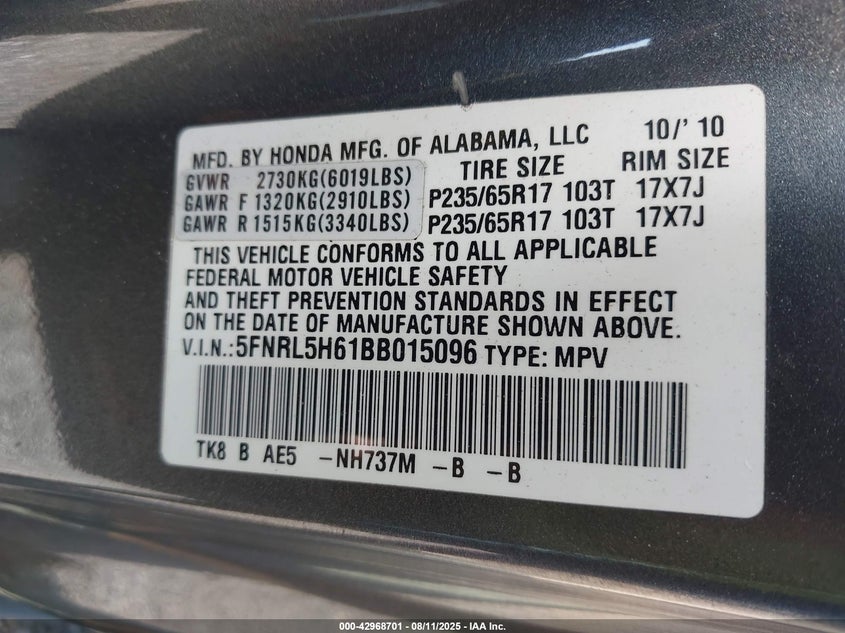 MFD. BY HONDA MFG. OF ALABAMA, LLC 10/'10
TIRE SIZE RIM SIZE
GVWR 2730KG(6019LBS)
GAWR F 1320KG(2910LBS) P235/65R17 103T 17X7J
GAWR R 1515KG(3340LBS) P235/65R17 103T 17X7J
THIS VEHICLE CONFORMS TO ALL APPLICABLE
FEDERAL MOTOR VEHICLE SAFETY
AND THEFT PREVENTION STANDARDS IN EFFECT
ON THE DATE OF MANUFACTURE SHOWN ABOVE.
V.I.N.:5FNRL5H61BB015096 TYPE: MPV
TK8 B AE5 -NH737M -B -B
000-42968701 - 08/11/2025 - IAA Inc.